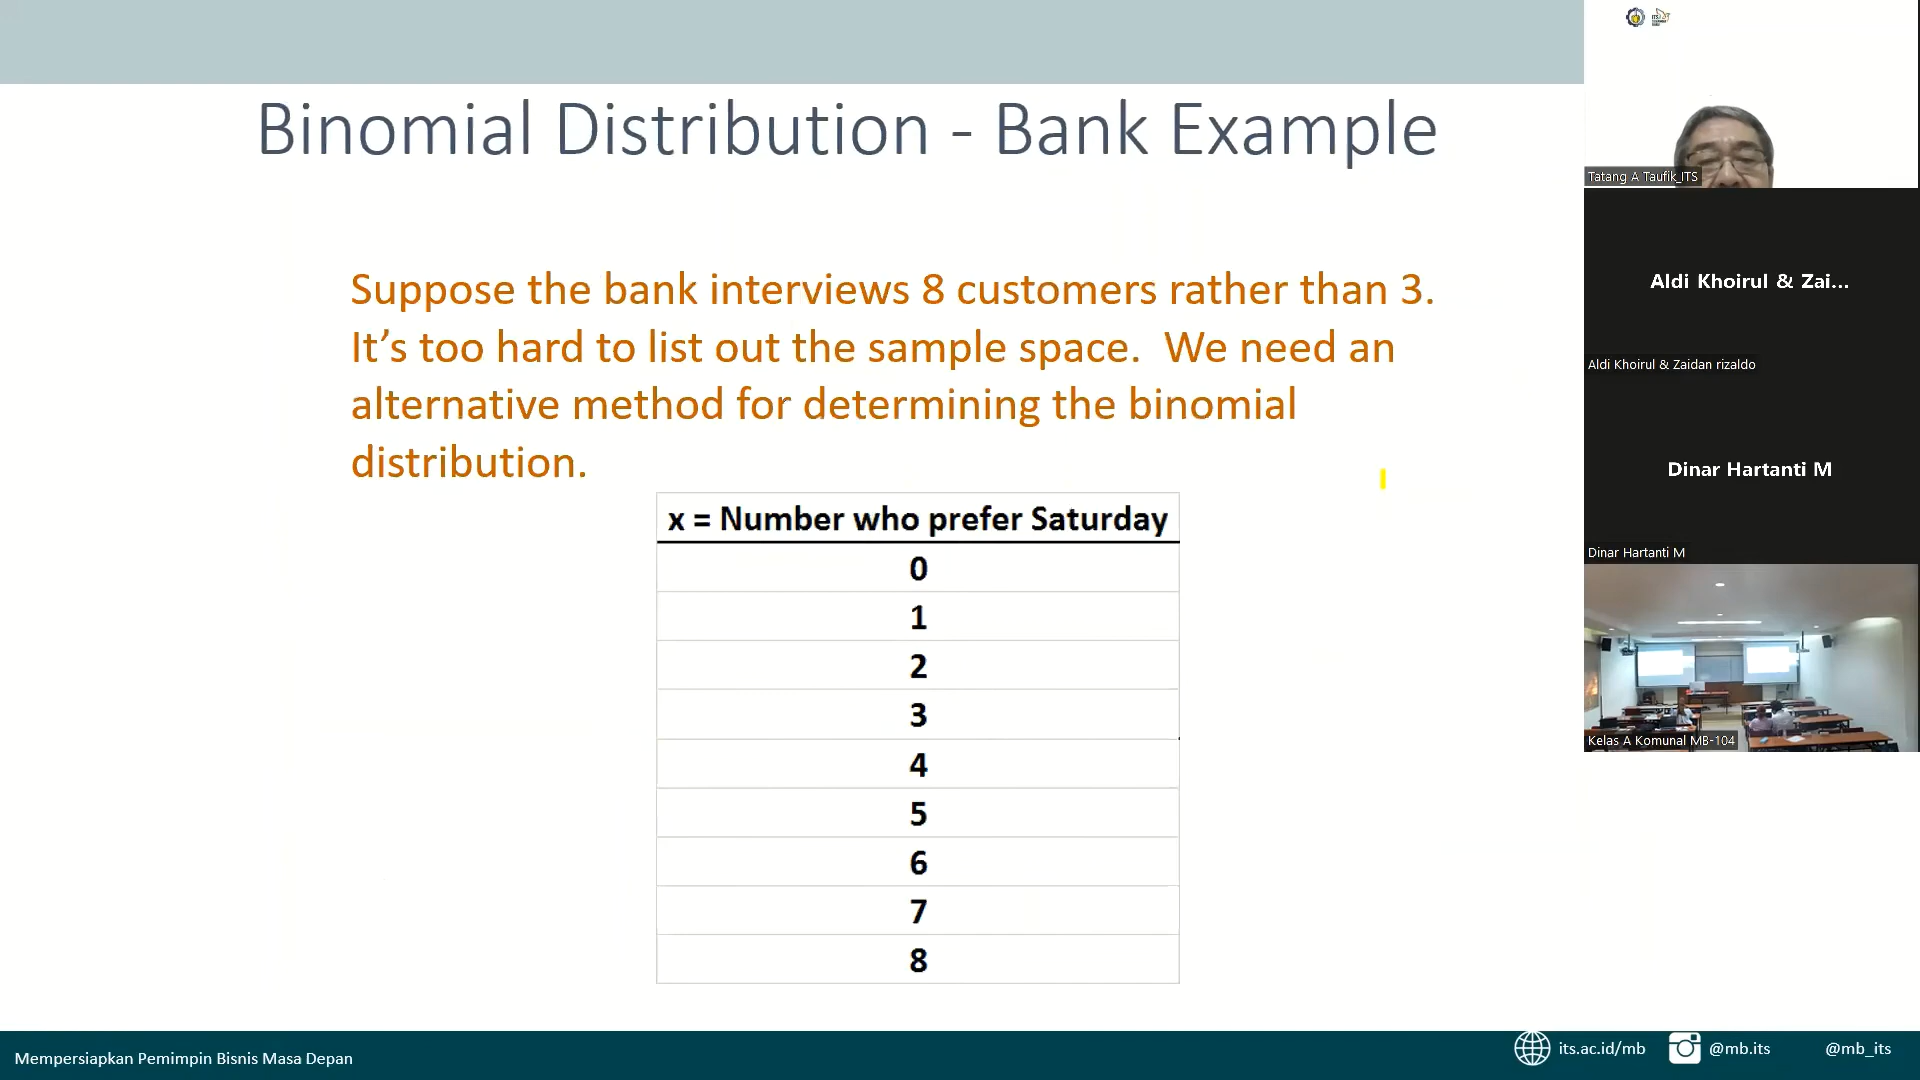 Binomial Distribution - Bank Example
Suppose the bank interviews 8 customers rather than 3.
It’s too hard to list out the sample space.  We need an
alternative method for determining the binomial
distribution.
x = Number who prefer Saturday
0
1
2
3
4
5
6
7
8
Mempersiapkan Pemimpin Bisnis Masa Depan
its.ac.id/mb
@mb.its
@mb_its
Tatang A Taufik_ITS
Aldi Khoirul & Zai...
Aldi Khoirul & Zaidan rizaldo
Dinar Hartanti M
Dinar Hartanti M
Kelas A Komunal MB-104